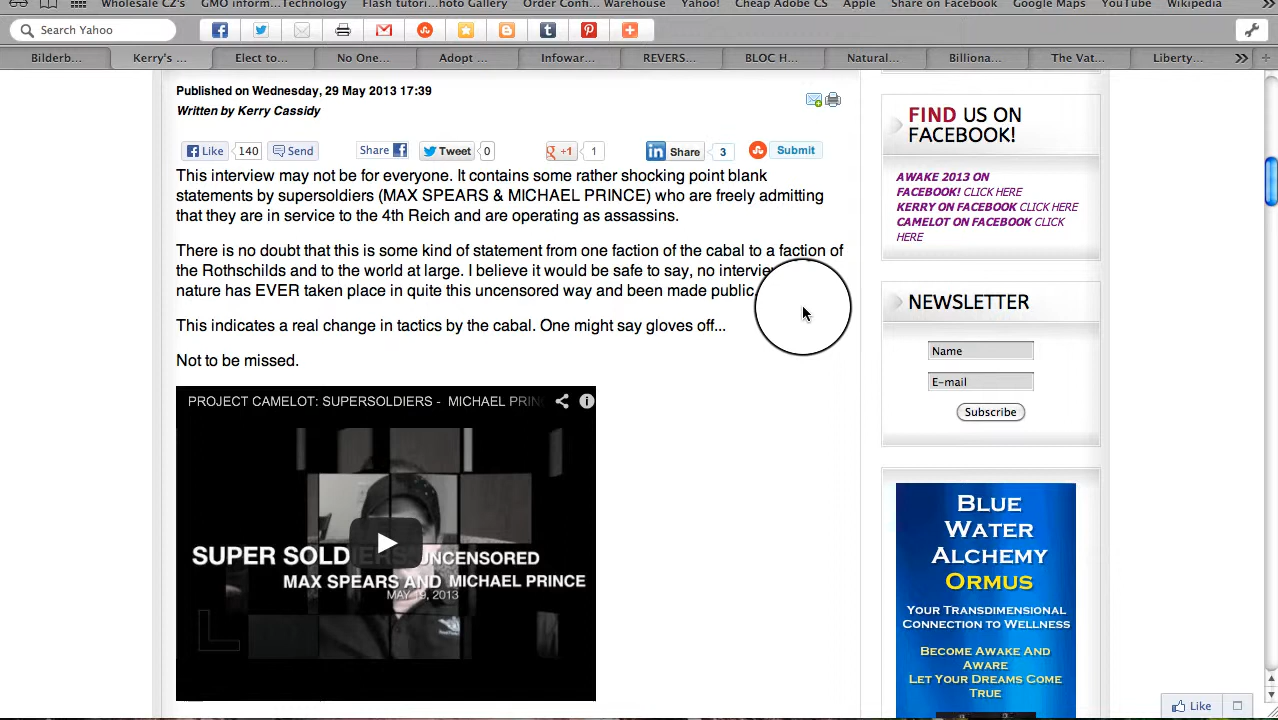 Wholesale CZ's GMO inform...Technology Flash tutori...hoto Gallery Order Conf... Warehouse Yahoo! Cheap Adobe CS Apple Share on Facebook Google Maps YouTube Wikipedia
Search Yahoo
Bilderb... Kerry's ... Elect to... No One... Adopt ... Infowar... REVERS... BLOC H... Natural... Billiona... The Vat... Liberty...
Published on Wednesday, 29 May 2013 17:39
Written by Kerry Cassidy
Like 140 Send Share Tweet 0 +1 1 Share 3 Submit
This interview may not be for everyone. It contains some rather shocking point blank
statements by supersoldiers (MAX SPEARS & MICHAEL PRINCE) who are freely admitting
that they are in service to the 4th Reich and are operating as assassins.
There is no doubt that this is some kind of statement from one faction of the cabal to a faction of
the Rothschilds and to the world at large. I believe it would be safe to say, no interview
nature has EVER taken place in quite this uncensored way and been made public.
This indicates a real change in tactics by the cabal. One might say gloves off...
Not to be missed.
PROJECT CAMELOT: SUPERSOLDIERS - MICHAEL PRIN
SUPER SOLDIERS UNCENSORED
MAX SPEARS AND MICHAEL PRINCE
MAY 19, 2013
FIND US ON
FACEBOOK!
AWAKE 2013 ON
FACEBOOK! CLICK HERE
KERRY ON FACEBOOK CLICK HERE
CAMELOT ON FACEBOOK CLICK
HERE
NEWSLETTER
Name
E-mail
Subscribe
BLUE
WATER
ALCHEMY
ORMUS
YOUR TRANSDIMENSIONAL
CONNECTION TO WELLNESS
BECOME AWAKE AND
AWARE
LET YOUR DREAMS COME
TRUE
Like